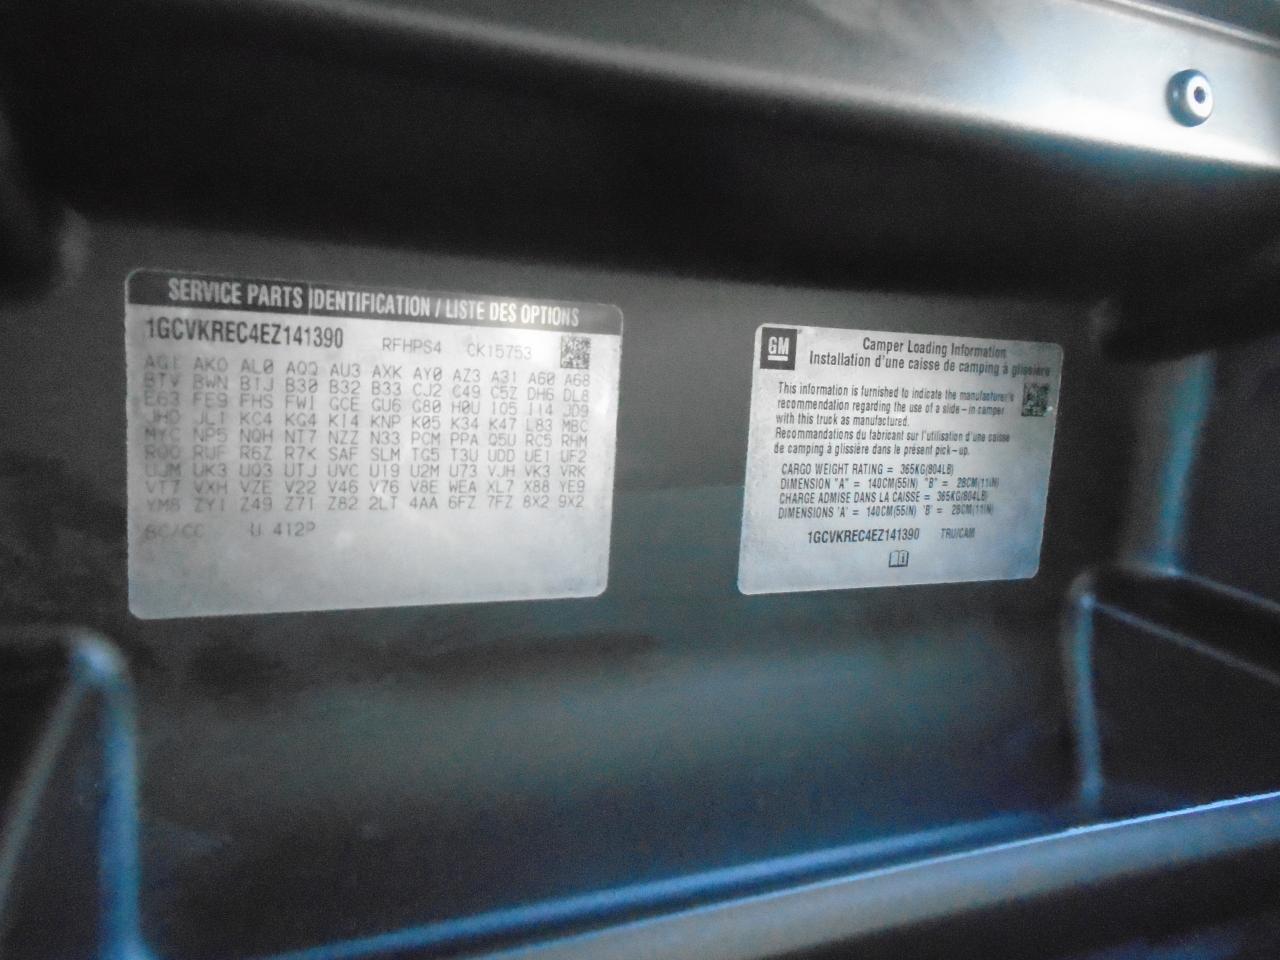 SERVICE PARTS IDENTIFICATION / LISTE DES OPTIONS
1GCVKREC4EZ141390 RFHPS4 CK15753
AG1 AKO AL0 AQQ AU3 AXK AY0 AZ3 A31 A60 A68
BTV BWN B1J B30 B32 B33 CJ2 C49 C5Z DH6 DL8
FE9 FHS FWI GCE GU6 G80 H0U I05 I14 JD9
JHD JL1 KC4 KG4 K14 KNP K05 K34 K47 L83 MBC
MYC NP5 NQH NT7 NZZ N33 PCM PPA Q5U RC5 RHM
RUF R6Z R7K SAF SLM TG5 T3U UDD UE1 UF2
UJM UK3 UQ3 UTJ UVC U19 U2M U73 VJH VK3 VRK
VT7 VXH VZE V22 V46 V76 V8E WEA XL7 X88 YE9
YM8 ZY1 Z49 Z71 Z82 2LT 4AA 6FZ 7FZ 8X2 9X2
412P
GM
Camper Loading Information
Installation d'une caisse de camping à glissière
This information is furnished to indicate the manufacturer's
recommendation regarding the use of a slide-in camper
with this truck as manufactured.
Recommandations du fabricant sur l'utilisation d'une caisse
de camping à glissière dans le présent pick-up.
CARGO WEIGHT RATING = 365KG(804LB)
DIMENSION "A" = 140CM(55IN) "B" = 28CM(11IN)
CHARGE ADMISE DANS LA CAISSE = 365KG(804LB)
DIMENSIONS 'A' = 140CM(55IN) 'B' = 28CM(11IN)
1GCVKREC4EZ141390 TRU/CAM